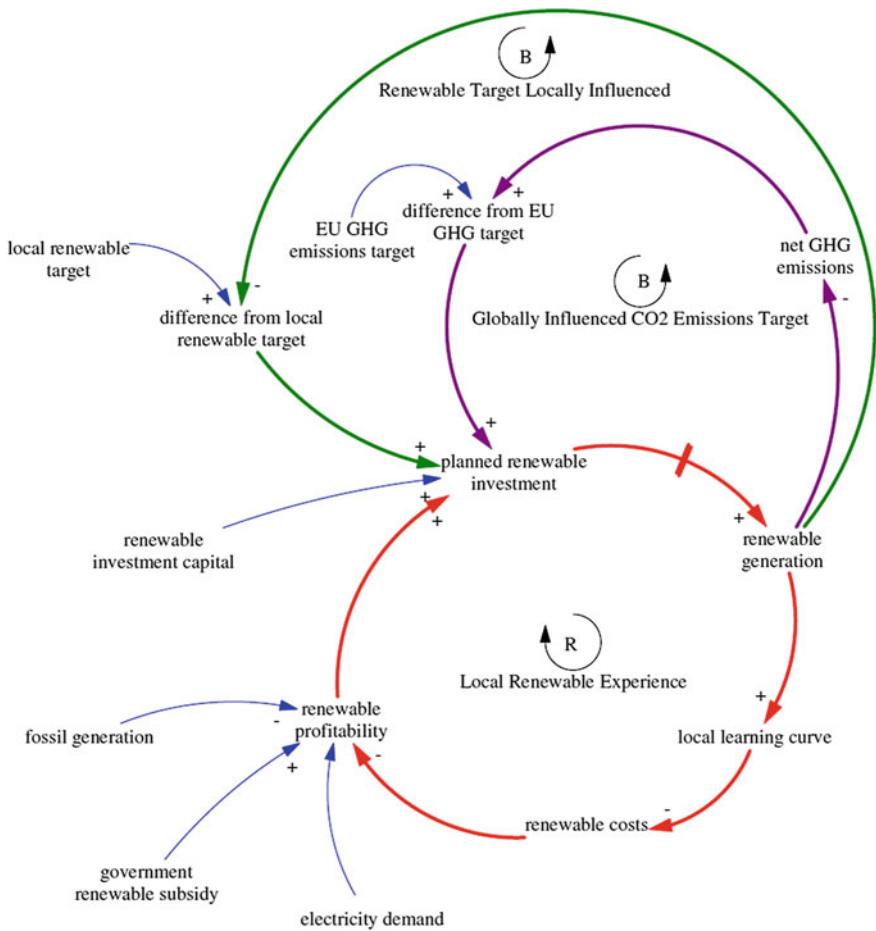 B
Renewable Target Locally Influenced
+
+
EU GHG
emissions target
difference from EU
GHG target
local renewable
target
net GHG
emissions
-
+
-
B
difference from local
renewable target
Globally Influenced CO2 Emissions Target
+
+
planned renewable
investment
+
+
+
renewable
investment capital
renewable
generation
R
Local Renewable Experience
+
renewable
profitability
-
fossil generation
local learning curve
-
+
-
renewable costs
government
renewable subsidy
electricity demand